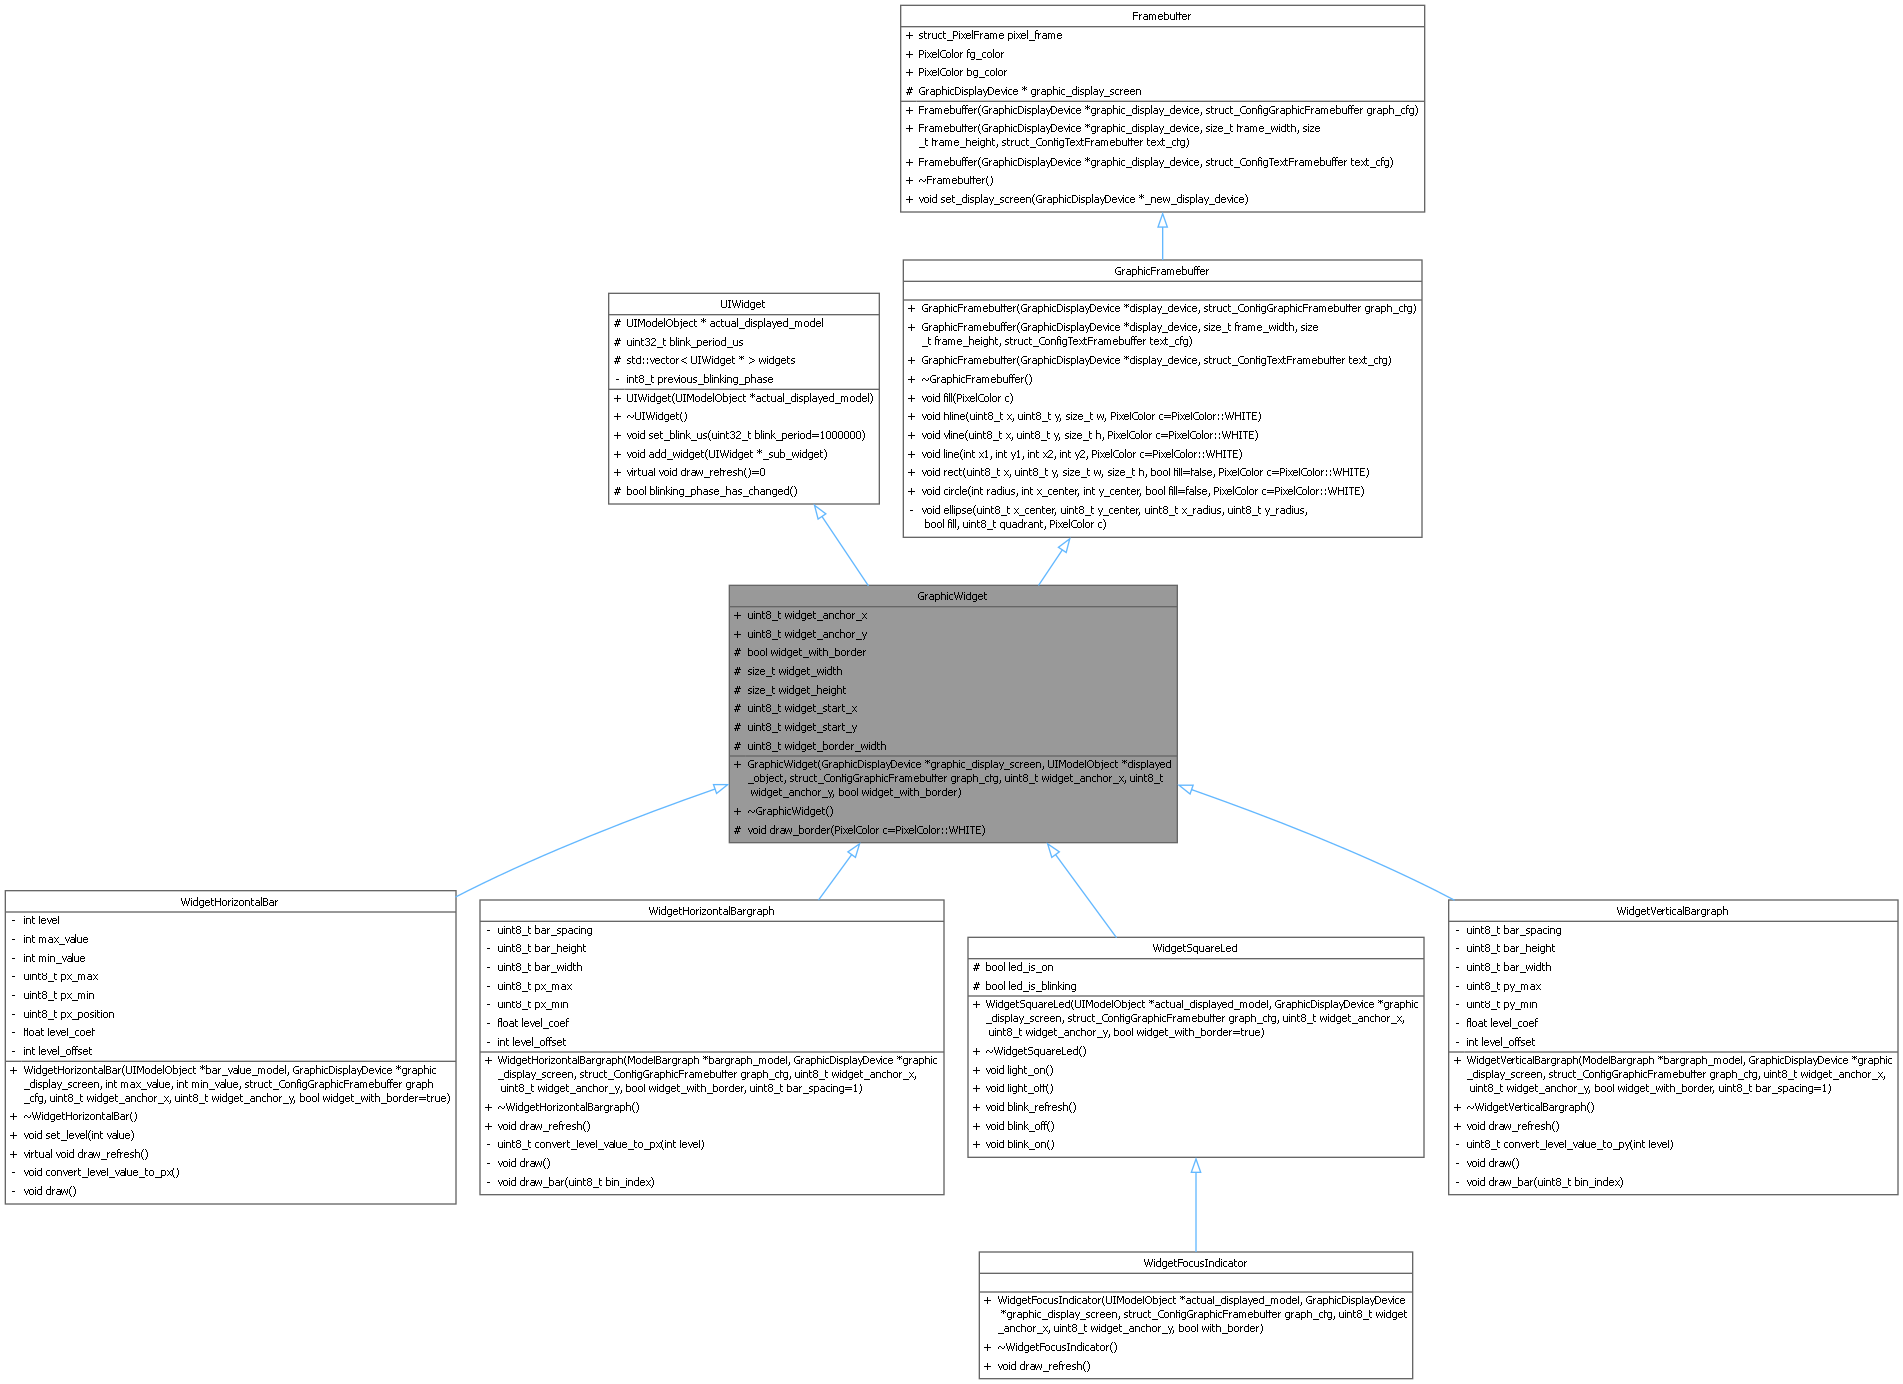 Framebuffer
+ struct_PixelFrame pixel_frame
+ PixelColor fg_color
+ PixelColor bg_color
# GraphicDisplayDevice * graphic_display_screen
+ Framebuffer(GraphicDisplayDevice *graphic_display_device, struct_ConfigGraphicFramebuffer graph_cfg)
+ Framebuffer(GraphicDisplayDevice *graphic_display_device, size_t frame_width, size
_t frame_height, struct_ConfigTextFramebuffer text_cfg)
+ Framebuffer(GraphicDisplayDevice *graphic_display_device, struct_ConfigTextFramebuffer text_cfg)
+ ~Framebuffer()
+ void set_display_screen(GraphicDisplayDevice *_new_display_device)
UIWidget
# UIModelObject * actual_displayed_model
# uint32_t blink_period_us
# std::vector< UIWidget * > widgets
- int8_t previous_blinking_phase
+ UIWidget(UIModelObject *actual_displayed_model)
+ ~UIWidget()
+ void set_blink_us(uint32_t blink_period=1000000)
+ void add_widget(UIWidget *_sub_widget)
+ virtual void draw_refresh()=0
# bool blinking_phase_has_changed()
GraphicFramebuffer
+ GraphicFramebuffer(GraphicDisplayDevice *display_device, struct_ConfigGraphicFramebuffer graph_cfg)
+ GraphicFramebuffer(GraphicDisplayDevice *display_device, size_t frame_width, size
_t frame_height, struct_ConfigTextFramebuffer text_cfg)
+ GraphicFramebuffer(GraphicDisplayDevice *display_device, struct_ConfigTextFramebuffer text_cfg)
+ ~GraphicFramebuffer()
+ void fill(PixelColor c)
+ void hline(uint8_t x, uint8_t y, size_t w, PixelColor c=PixelColor::WHITE)
+ void vline(uint8_t x, uint8_t y, size_t h, PixelColor c=PixelColor::WHITE)
+ void line(int x1, int y1, int x2, int y2, PixelColor c=PixelColor::WHITE)
+ void rect(uint8_t x, uint8_t y, size_t w, size_t h, bool fill=false, PixelColor c=PixelColor::WHITE)
+ void circle(int radius, int x_center, int y_center, bool fill=false, PixelColor c=PixelColor::WHITE)
- void ellipse(uint8_t x_center, uint8_t y_center, uint8_t x_radius, uint8_t y_radius,
bool fill, uint8_t quadrant, PixelColor c)
GraphicWidget
+ uint8_t widget_anchor_x
+ uint8_t widget_anchor_y
# bool widget_with_border
# size_t widget_width
# size_t widget_height
# uint8_t widget_start_x
# uint8_t widget_start_y
# uint8_t widget_border_width
+ GraphicWidget(GraphicDisplayDevice *graphic_display_screen, UIModelObject *displayed
_object, struct_ConfigGraphicFramebuffer graph_cfg, uint8_t widget_anchor_x, uint8_t
widget_anchor_y, bool widget_with_border)
+ ~GraphicWidget()
# void draw_border(PixelColor c=PixelColor::WHITE)
WidgetHorizontalBar
- int level
- int max_value
- int min_value
- uint8_t px_max
- uint8_t px_min
- uint8_t px_position
- float level_coef
- int level_offset
+ WidgetHorizontalBar(UIModelObject *bar_value_model, GraphicDisplayDevice *graphic
_display_screen, int max_value, int min_value, struct_ConfigGraphicFramebuffer graph
_cfg, uint8_t widget_anchor_x, uint8_t widget_anchor_y, bool widget_with_border=true)
+ ~WidgetHorizontalBar()
+ void set_level(int value)
+ virtual void draw_refresh()
- void convert_level_value_to_px()
- void draw()
WidgetHorizontalBargraph
- uint8_t bar_spacing
- uint8_t bar_height
- uint8_t bar_width
- uint8_t px_max
- uint8_t px_min
- float level_coef
- int level_offset
+ WidgetHorizontalBargraph(ModelBargraph *bargraph_model, GraphicDisplayDevice *graphic
_display_screen, struct_ConfigGraphicFramebuffer graph_cfg, uint8_t widget_anchor_x,
uint8_t widget_anchor_y, bool widget_with_border, uint8_t bar_spacing=1)
+ ~WidgetHorizontalBargraph()
+ void draw_refresh()
- uint8_t convert_level_value_to_px(int level)
- void draw()
- void draw_bar(uint8_t bin_index)
WidgetSquareLed
# bool led_is_on
# bool led_is_blinking
+ WidgetSquareLed(UIModelObject *actual_displayed_model, GraphicDisplayDevice *graphic
_display_screen, struct_ConfigGraphicFramebuffer graph_cfg, uint8_t widget_anchor_x,
uint8_t widget_anchor_y, bool widget_with_border=true)
+ ~WidgetSquareLed()
+ void light_on()
+ void light_off()
+ void blink_refresh()
+ void blink_off()
+ void blink_on()
WidgetVerticalBargraph
- uint8_t bar_spacing
- uint8_t bar_height
- uint8_t bar_width
- uint8_t py_max
- uint8_t py_min
- float level_coef
- int level_offset
+ WidgetVerticalBargraph(ModelBargraph *bargraph_model, GraphicDisplayDevice *graphic
_display_screen, struct_ConfigGraphicFramebuffer graph_cfg, uint8_t widget_anchor_x,
uint8_t widget_anchor_y, bool widget_with_border, uint8_t bar_spacing=1)
+ ~WidgetVerticalBargraph()
+ void draw_refresh()
- uint8_t convert_level_value_to_py(int level)
- void draw()
- void draw_bar(uint8_t bin_index)
WidgetFocusIndicator
+ WidgetFocusIndicator(UIModelObject *actual_displayed_model, GraphicDisplayDevice
*graphic_display_screen, struct_ConfigGraphicFramebuffer graph_cfg, uint8_t widget
_anchor_x, uint8_t widget_anchor_y, bool with_border)
+ ~WidgetFocusIndicator()
+ void draw_refresh()